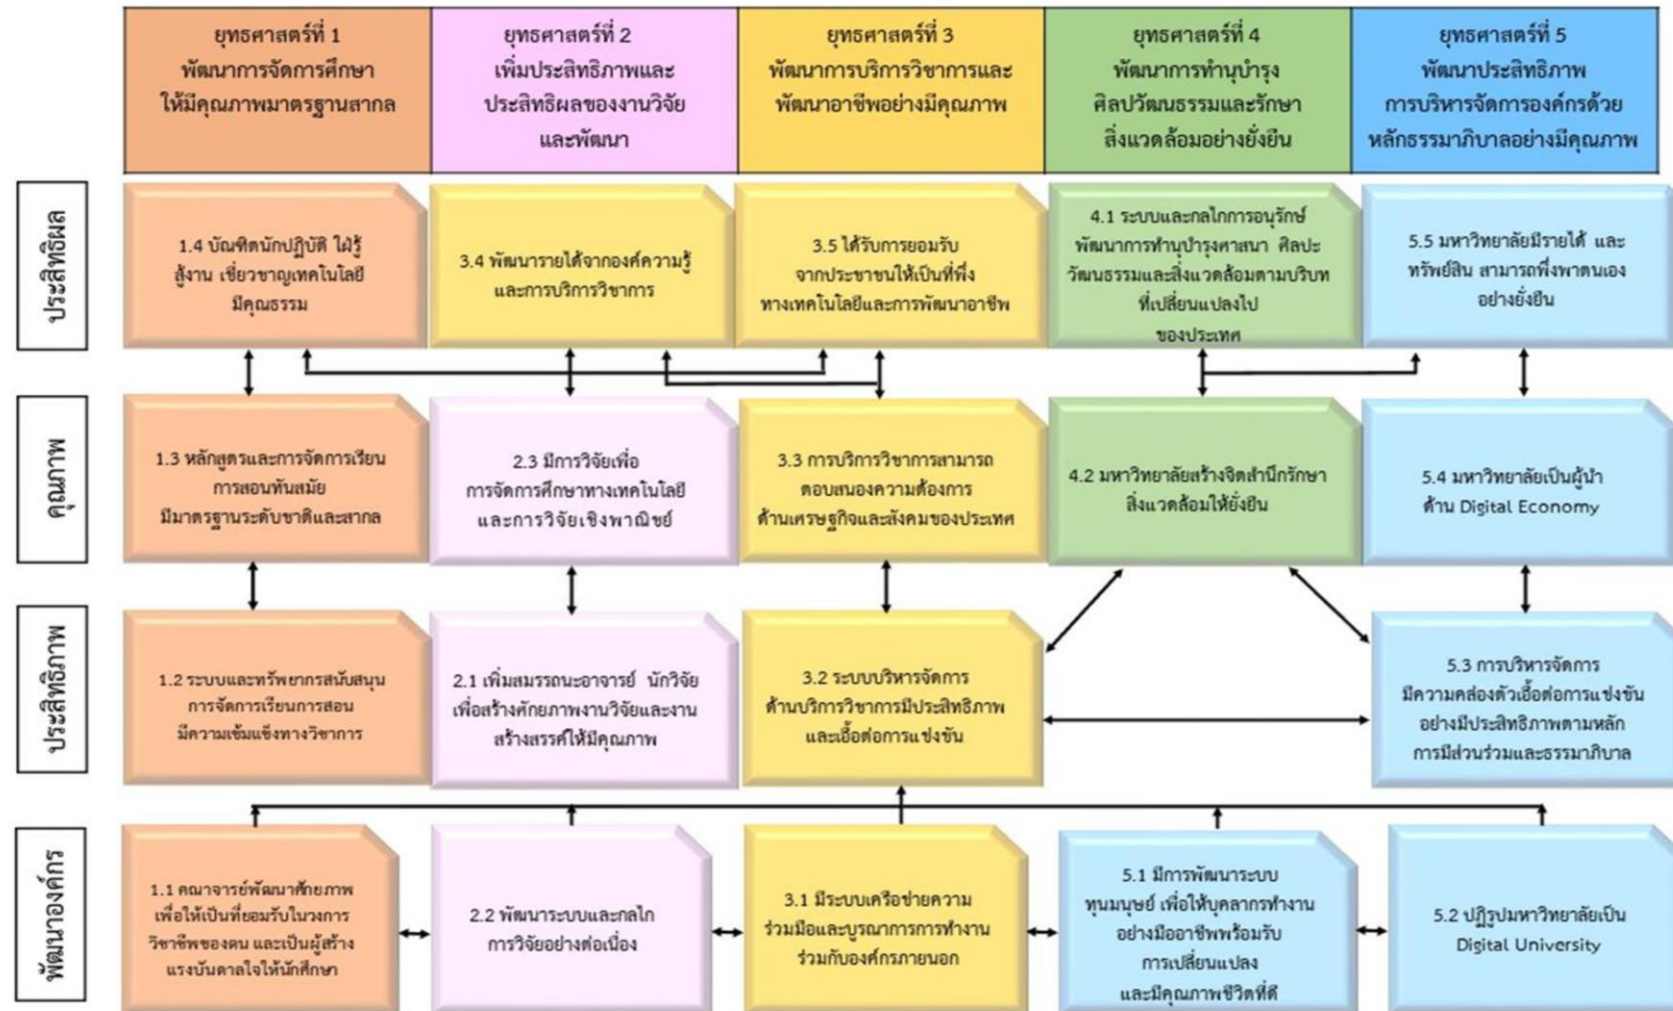 ยุทธศาสตร์ที่ 1
พัฒนาการจัดการศึกษา
ให้มีคุณภาพมาตรฐานสากล
ยุทธศาสตร์ที่ 2
เพิ่มประสิทธิภาพและ
ประสิทธิผลของงานวิจัย
และพัฒนา
ยุทธศาสตร์ที่ 3
พัฒนาการบริการวิชาการและ
พัฒนาอาชีพอย่างมีคุณภาพ
ยุทธศาสตร์ที่ 4
พัฒนาการทำนุบำรุง
ศิลปวัฒนธรรมและรักษา
สิ่งแวดล้อมอย่างยั่งยืน
ยุทธศาสตร์ที่ 5
พัฒนาประสิทธิภาพ
การบริหารจัดการองค์กรด้วย
หลักธรรมาภิบาลอย่างมีคุณภาพ
ประสิทธิผล
1.4 บัณฑิตนักปฏิบัติ ใฝ่รู้
สู้งาน เชี่ยวชาญเทคโนโลยี
มีคุณธรรม
3.4 พัฒนารายได้จากองค์ความรู้
และการบริการวิชาการ
3.5 ได้รับการยอมรับ
จากประชาชนให้เป็นที่พึ่ง
ทางเทคโนโลยีและการพัฒนาอาชีพ
4.1 ระบบและกลไกการอนุรักษ์
พัฒนาการทำนุบำรุงศาสนา ศิลปะ
วัฒนธรรมและสิ่งแวดล้อมตามบริบท
ที่เปลี่ยนแปลงไป
ของประเทศ
5.5 มหาวิทยาลัยมีรายได้ และ
ทรัพย์สิน สามารถพึ่งพาตนเอง
อย่างยั่งยืน
คุณภาพ
1.3 หลักสูตรและการจัดการเรียน
การสอนทันสมัย
มีมาตรฐานระดับชาติและสากล
2.3 มีการวิจัยเพื่อ
การจัดการศึกษาทางเทคโนโลยี
และการวิจัยเชิงพาณิชย์
3.3 การบริการวิชาการสามารถ
ตอบสนองความต้องการ
ด้านเศรษฐกิจและสังคมของประเทศ
4.2 มหาวิทยาลัยสร้างจิตสำนึกรักษา
สิ่งแวดล้อมให้ยั่งยืน
5.4 มหาวิทยาลัยเป็นผู้นำ
ด้าน Digital Economy
ประสิทธิภาพ
1.2 ระบบและทรัพยากรสนับสนุน
การจัดการเรียนการสอน
มีความเข้มแข็งทางวิชาการ
2.1 เพิ่มสมรรถนะอาจารย์ นักวิจัย
เพื่อสร้างศักยภาพงานวิจัยและงาน
สร้างสรรค์ให้มีคุณภาพ
3.2 ระบบบริหารจัดการ
ด้านบริการวิชาการมีประสิทธิภาพ
และเอื้อต่อการแข่งขัน
5.3 การบริหารจัดการ
มีความคล่องตัวเอื้อต่อการแข่งขัน
อย่างมีประสิทธิภาพตามหลัก
การมีส่วนร่วมและธรรมาภิบาล
พัฒนาองค์กร
1.1 คณาจารย์พัฒนาศักยภาพ
เพื่อให้เป็นที่ยอมรับในวงการ
วิชาชีพของตน และเป็นผู้สร้าง
แรงบันดาลใจให้นักศึกษา
2.2 พัฒนาระบบและกลไก
การวิจัยอย่างต่อเนื่อง
3.1 มีระบบเครือข่ายความ
ร่วมมือและบูรณาการการทำงาน
ร่วมกับองค์กรภายนอก
5.1 มีการพัฒนาระบบ
ทุนมนุษย์ เพื่อให้บุคลากรทำงาน
อย่างมืออาชีพพร้อมรับ
การเปลี่ยนแปลง
และมีคุณภาพชีวิตที่ดี
5.2 ปฏิรูปมหาวิทยาลัยเป็น
Digital University